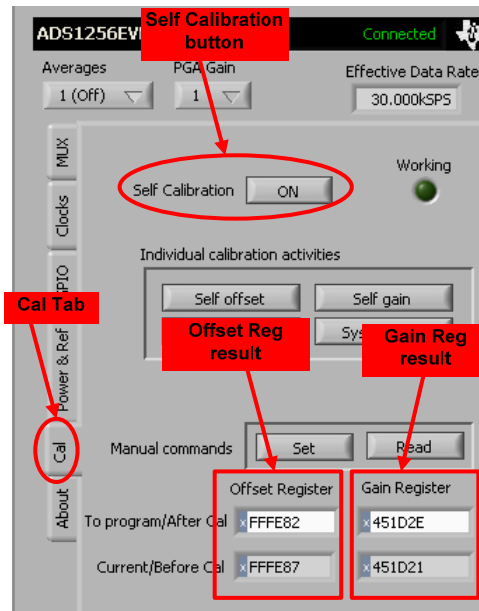 ADS1256EV
Self Calibration
button
Connected
Averages
PGA Gain
Effective Data Rate
1 (Off)
1
30.000kSPS
MUX
Clocks
GPIO
Power & Ref
Cal
About
Self Calibration
ON
Working
Individual calibration activities
Self offset
Self gain
Cal Tab
Offset Reg
result
Gain Reg
result
Manual commands
Set
Read
Offset Register
Gain Register
To program/After Cal
x FFFE82
x 451D2E
Current/Before Cal
x FFFE87
x 451D21